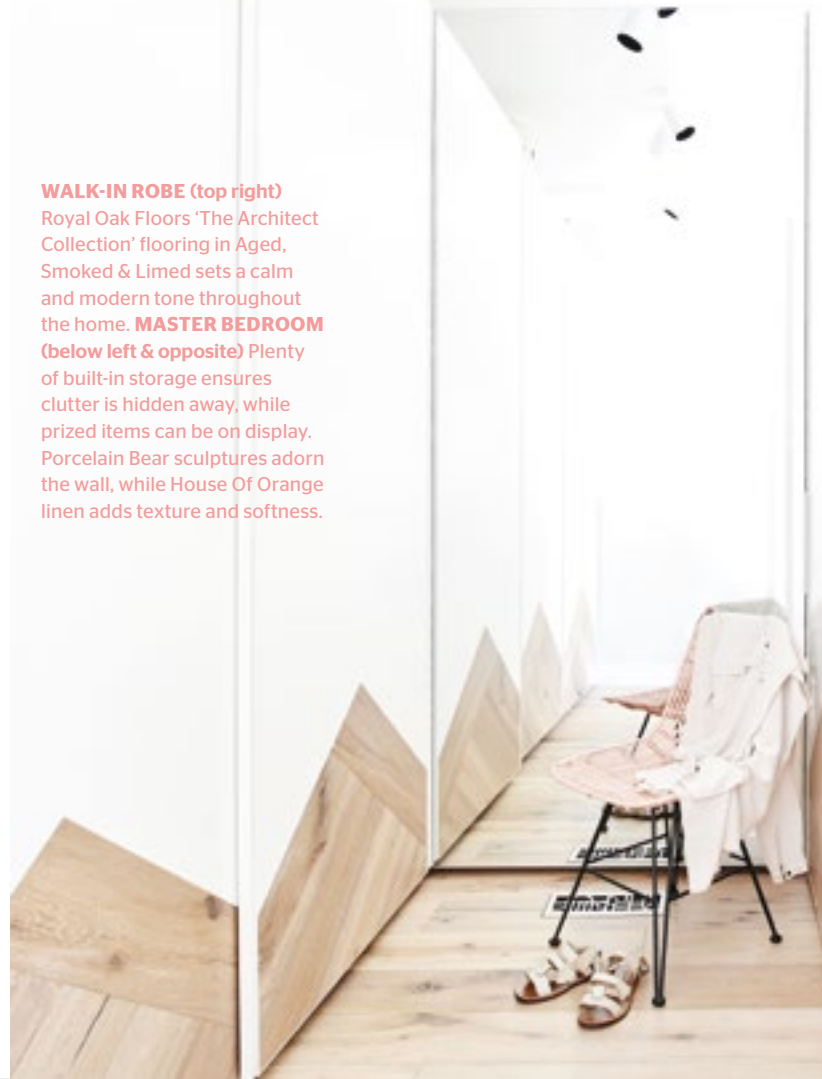 WALK-IN ROBE (top right)
Royal Oak Floors ‘The Architect
Collection’ flooring in Aged,
Smoked & Limed sets a calm
and modern tone throughout
the home. MASTER BEDROOM
(below left & opposite) Plenty
of built-in storage ensures
clutter is hidden away, while
prized items can be on display.
Porcelain Bear sculptures adorn
the wall, while House Of Orange
linen adds texture and softness.